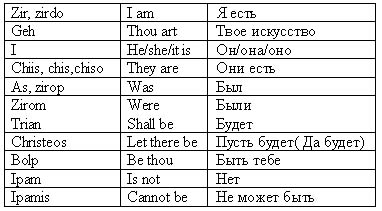 Zir, zirdo I am Я есть
Geh Thou art Твое искусство
I He/she/it is Он/она/оно
Chiis, chis,chiso They are Они есть
As, zirop Was Был
Zirom Were Были
Trian Shall be Будет
Christeos Let there be Пусть будет( Да будет)
Bolp Be thou Быть тебе
Ipam Is not Нет
Ipamis Cannot be Не может быть